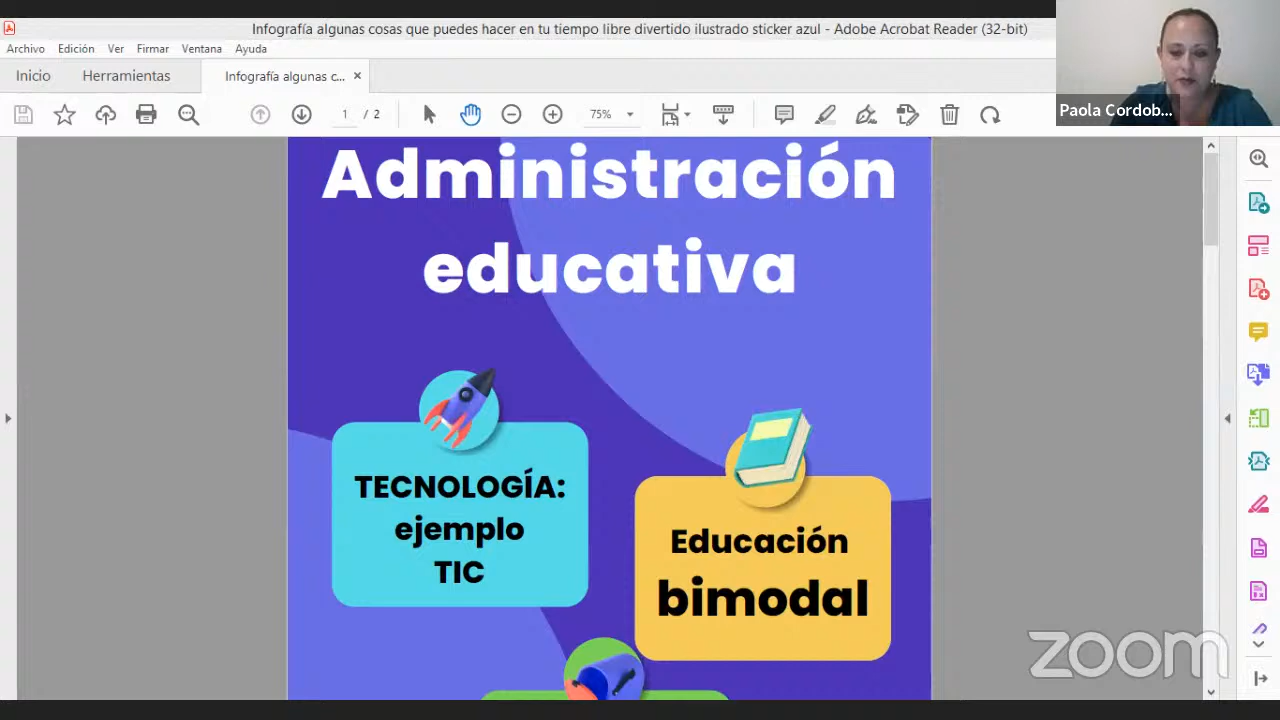 Infografía algunas cosas que puedes hacer en tu tiempo libre divertido ilustrado sticker azul - Adobe Acrobat Reader (32-bit)
Archivo Edición Ver Firmar Ventana Ayuda
Inicio Herramientas Infografía algunas c... ×
1 / 2 75%
Paola Cordob...
Administración
educativa
TECNOLOGÍA:
ejemplo
TIC
Educación
bimodal
zoom